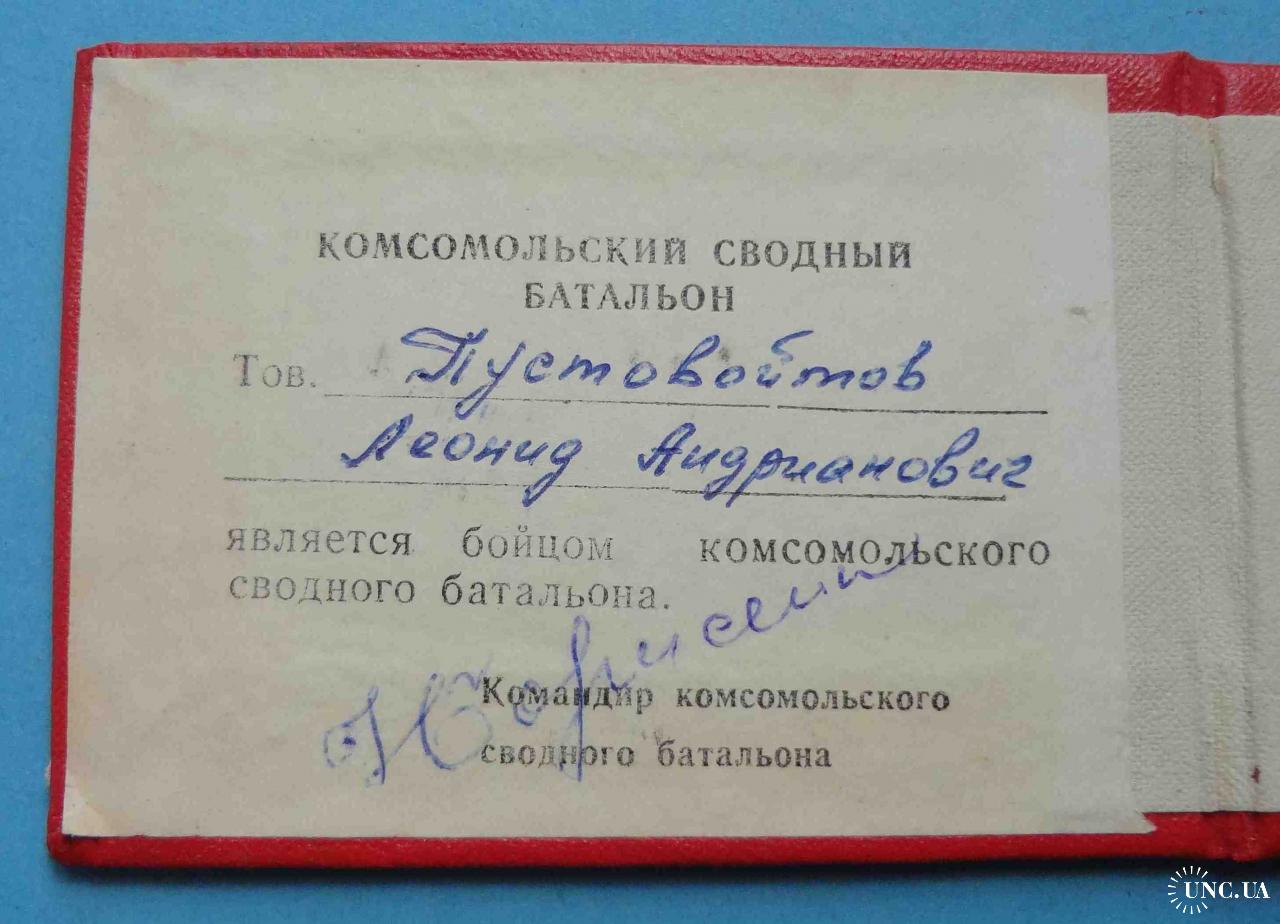 КОМСОМОЛЬСКИЙ СВОДНЫЙ
БАТАЛЬОН
Тов. Пустовойтов
Леонид Андрианович
является бойцом комсомольского
сводного батальона.
Командир комсомольского
сводного батальона
UNC.UA